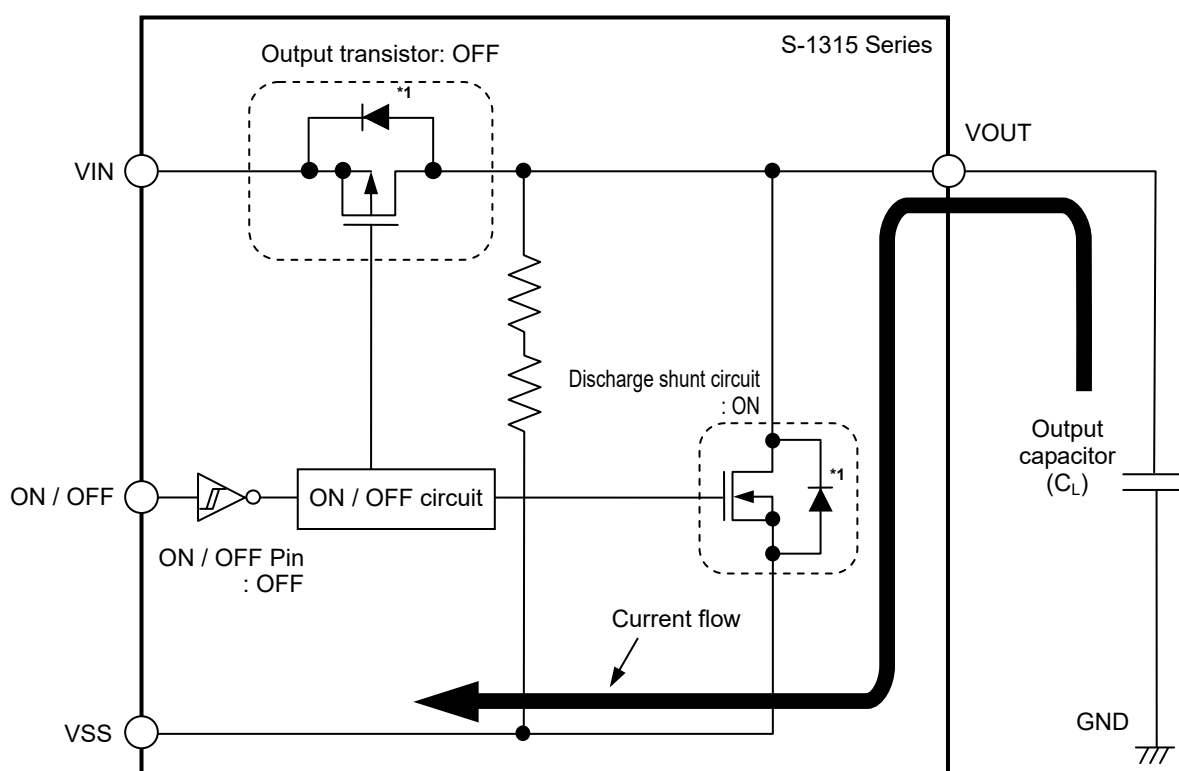 S-1315 Series
Output transistor: OFF
*1
VOUT
VIN
Discharge shunt circuit
: ON
*1
Output
capacitor
(CL)
ON / OFF
ON / OFF circuit
ON / OFF Pin
: OFF
Current flow
GND
VSS